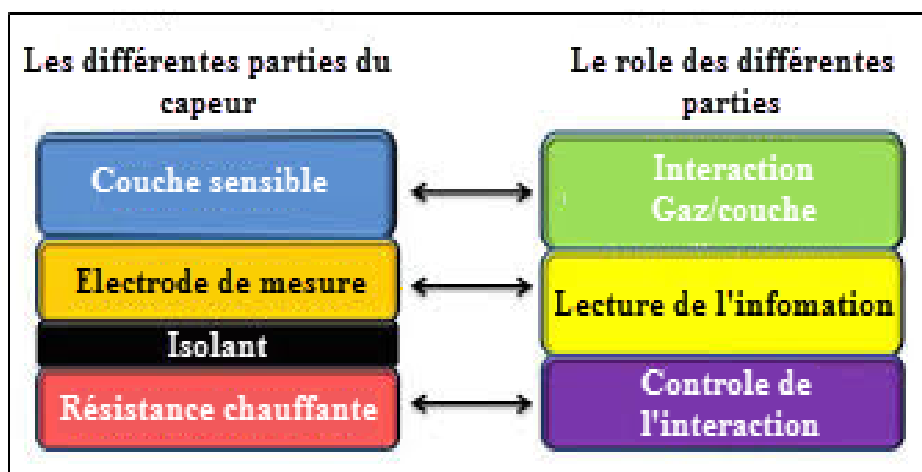 Les différentes parties du
capeur
Le role des différentes
parties
Couche sensible
Interaction
Gaz/couche
Electrode de mesure
Lecture de l'infomation
Isolant
Résistance chauffante
Controle de
l'interaction